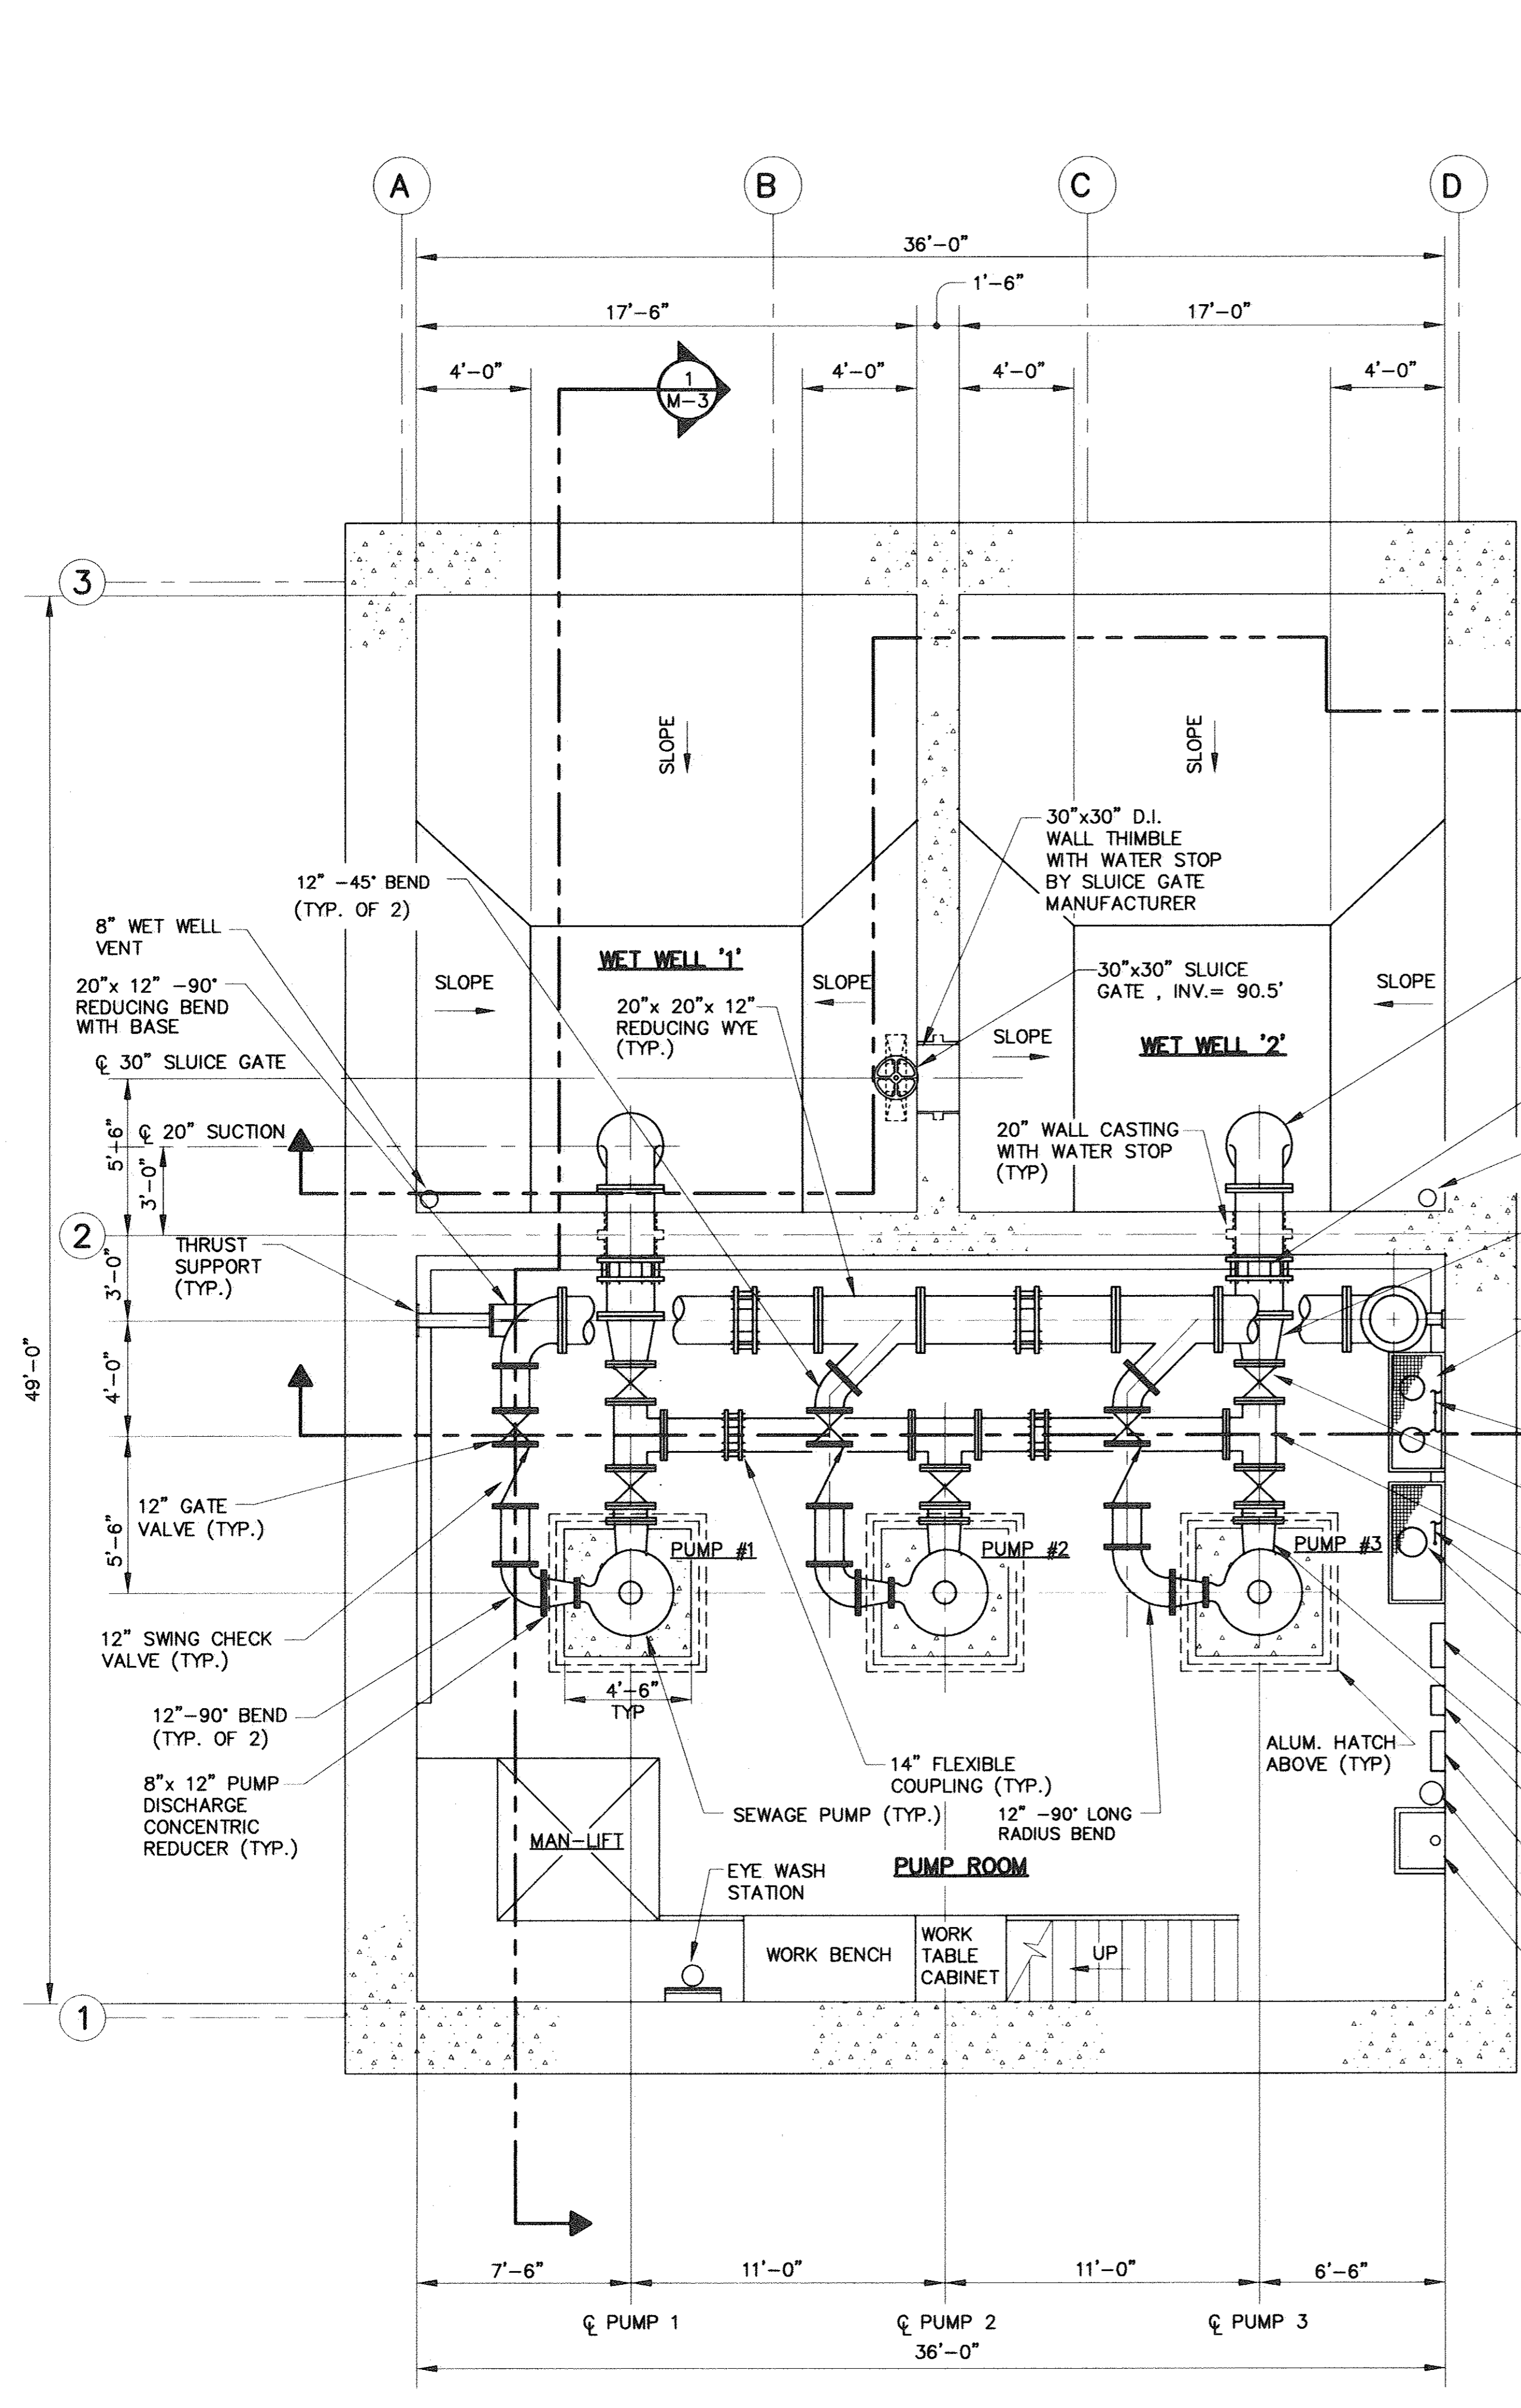 A
B
C
D
36'-0"
1'-6"
17'-6"
17'-0"
4'-0"
4'-0"
4'-0"
4'-0"
1
M-3
3
SLOPE
SLOPE
30"x30" D.I.
WALL THIMBLE
WITH WATER STOP
BY SLUICE GATE
MANUFACTURER
12" -45° BEND
(TYP. OF 2)
8" WET WELL
VENT
20"x 12" -90°
REDUCING BEND
WITH BASE
℄ 30" SLUICE GATE
WET WELL '1'
SLOPE
SLOPE
20"x 20"x 12"
REDUCING WYE
(TYP.)
30"x30" SLUICE
GATE , INV.= 90.5'
SLOPE
SLOPE
WET WELL '2'
5'-6"
℄ 20" SUCTION
3'-0"
20" WALL CASTING
WITH WATER STOP
(TYP)
2
THRUST
SUPPORT
(TYP.)
3'-0"
49'-0"
4'-0"
5'-6"
12" GATE
VALVE (TYP.)
PUMP #1
PUMP #2
PUMP #3
12" SWING CHECK
VALVE (TYP.)
4'-6"
TYP
12"-90° BEND
(TYP. OF 2)
8"x 12" PUMP
DISCHARGE
CONCENTRIC
REDUCER (TYP.)
ALUM. HATCH
ABOVE (TYP)
14" FLEXIBLE
COUPLING (TYP.)
SEWAGE PUMP (TYP.)
12" -90° LONG
RADIUS BEND
MAN-LIFT
PUMP ROOM
EYE WASH
STATION
WORK BENCH
WORK
TABLE
CABINET
UP
1
7'-6"
11'-0"
11'-0"
6'-6"
℄ PUMP 1
℄ PUMP 2
℄ PUMP 3
36'-0"